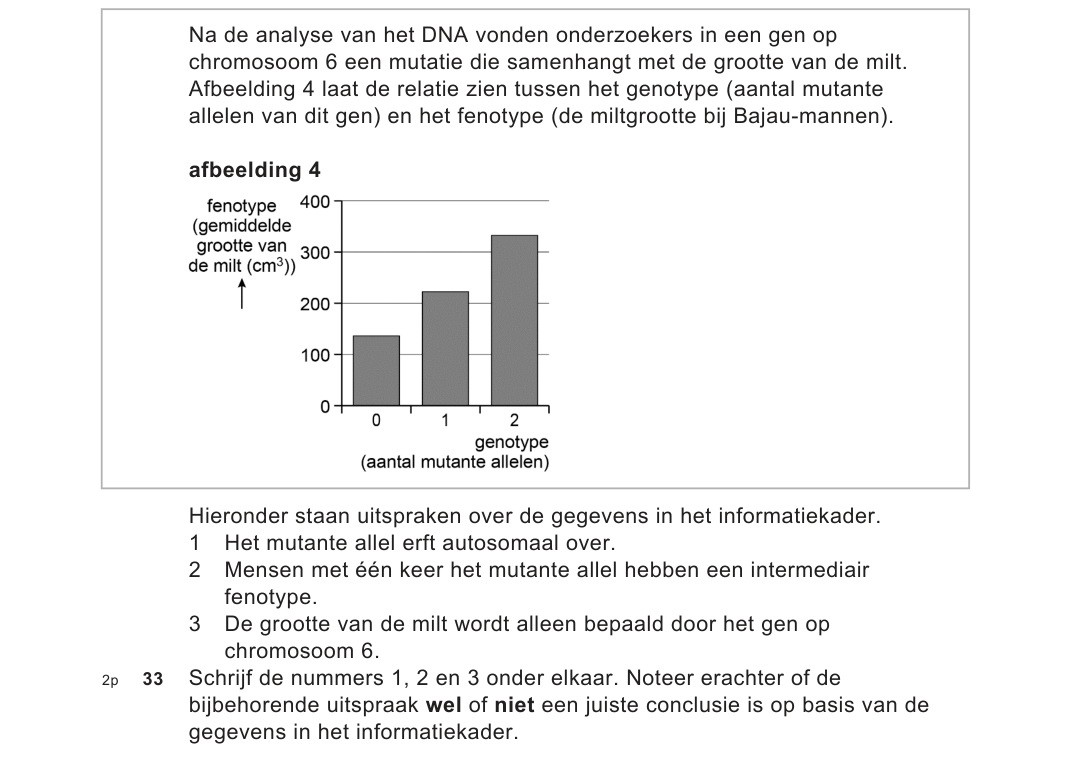 Na de analyse van het DNA vonden onderzoekers in een gen op
chromosoom 6 een mutatie die samenhangt met de grootte van de milt.
Afbeelding 4 laat de relatie zien tussen het genotype (aantal mutante
allelen van dit gen) en het fenotype (de miltgrootte bij Bajau-mannen).
afbeelding 4
fenotype
(gemiddelde
grootte van
de milt (cm³))
400
300
200
100
0
0 1 2
genotype
(aantal mutante allelen)
Hieronder staan uitspraken over de gegevens in het informatiekader.
1 Het mutante allel erft autosomaal over.
2 Mensen met één keer het mutante allel hebben een intermediair
fenotype.
3 De grootte van de milt wordt alleen bepaald door het gen op
chromosoom 6.
2p 33 Schrijf de nummers 1, 2 en 3 onder elkaar. Noteer erachter of de
bijbehorende uitspraak wel of niet een juiste conclusie is op basis van de
gegevens in het informatiekader.